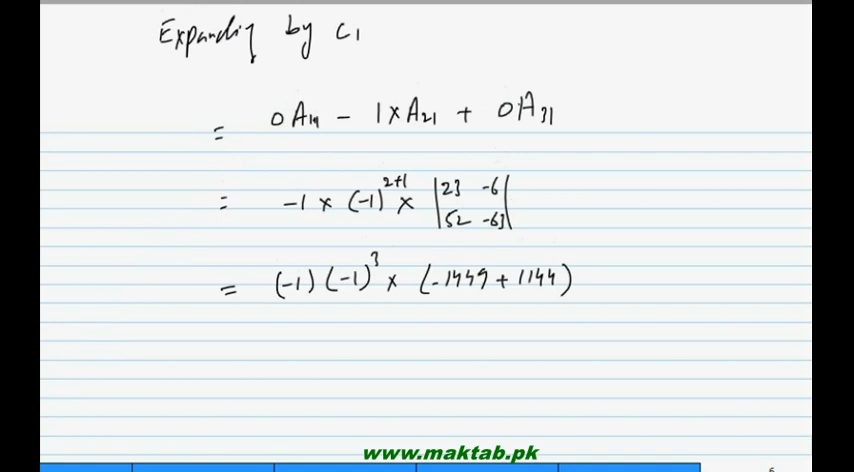 Expanding by C1
= 0A11 - 1×A21 + 0A31
= -1 × (-1)^2+1 × |23 -6|
|52 -63|
= (-1)(-1)^3 × (-1449 + 1144)
www.maktab.pk
6